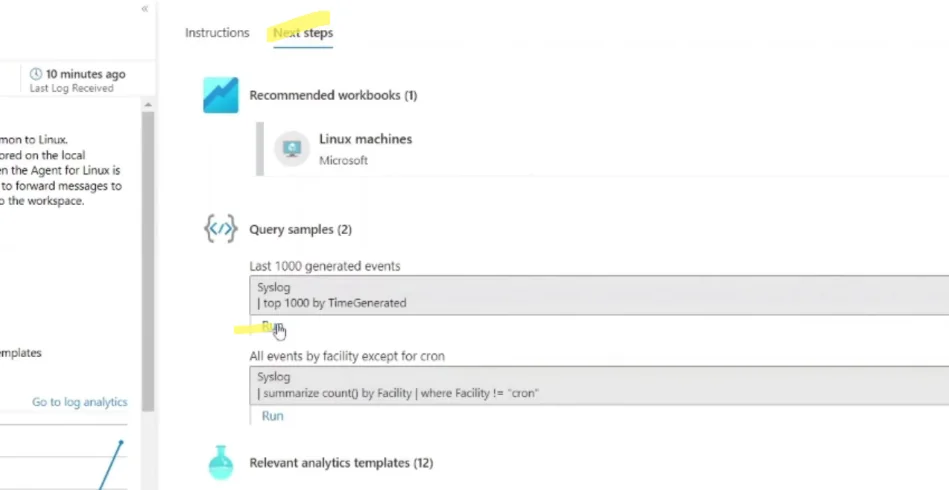 «
Instructions
Next steps
10 minutes ago
Last Log Received
mon to Linux.
ored on the local
en the Agent for Linux is
to forward messages to
o the workspace.
emplates
Go to log analytics
Recommended workbooks (1)
Linux machines
Microsoft
Query samples (2)
Last 1000 generated events
Syslog
| top 1000 by TimeGenerated
Run
All events by facility except for cron
Syslog
| summarize count() by Facility | where Facility != "cron"
Run
Relevant analytics templates (12)